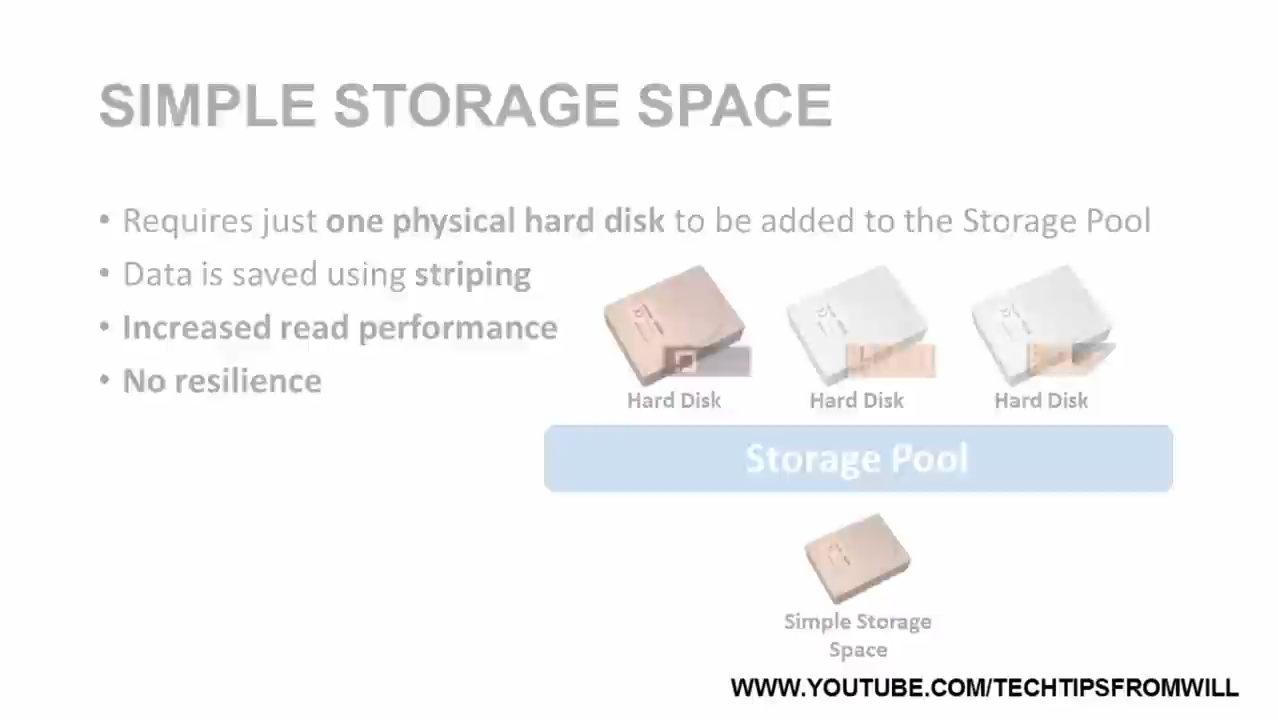 SIMPLE STORAGE SPACE
• Requires just one physical hard disk to be added to the Storage Pool
• Data is saved using striping
• Increased read performance
• No resilience
Hard Disk Hard Disk Hard Disk
Storage Pool
Simple Storage
Space
WWW.YOUTUBE.COM/TECHTIPSFROMWILL